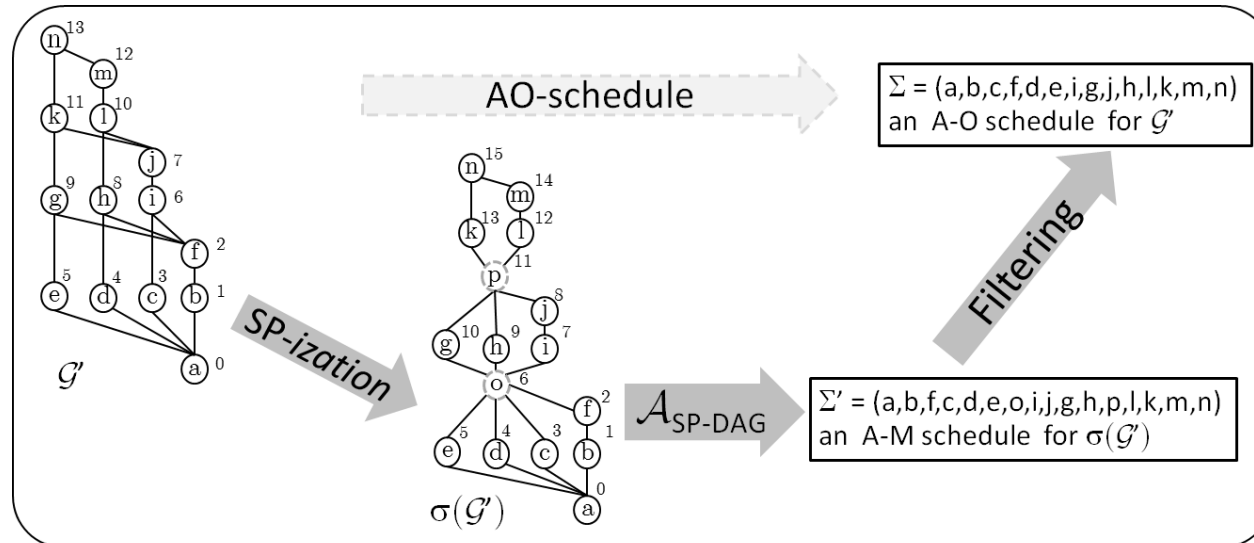 13
n
12
m
11
k
10
l
j 7
9
g
8
h
i 6
f 2
5
e
4
d
3
c
b 1
a 0
G'
SP-ization
AO-schedule
15
n
14
m
13
k
12
l
11
p
8
j
10
g
9
h
7
i
o 6
2
f
5
e
4
d
3
c
1
b
0
a
σ(G')
A SP-DAG
Σ = (a,b,c,f,d,e,i,g,j,h,l,k,m,n)
an A-O schedule for G'
Filtering
Σ' = (a,b,f,c,d,e,o,i,j,g,h,p,l,k,m,n)
an A-M schedule for σ(G')